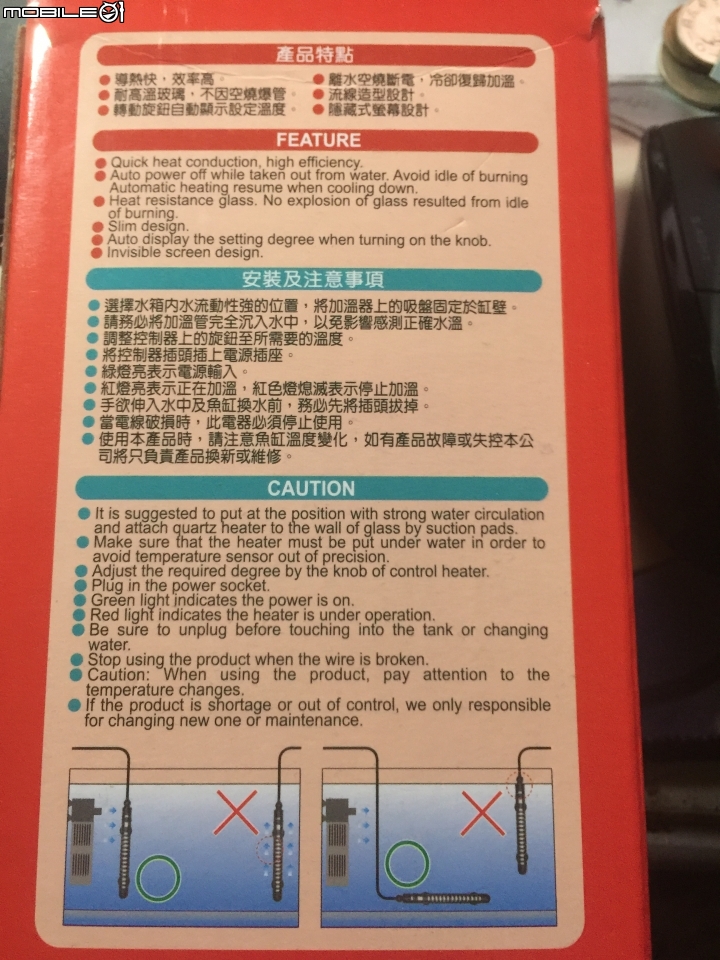 MOBILE01
產品特點
● 導熱快，效率高。
● 離水空燒斷電，冷卻復歸加溫。
● 耐高溫玻璃，不因空燒爆管。
● 流線造型設計。
● 轉動旋鈕自動顯示設定溫度。
● 隱藏式螢幕設計。
FEATURE
● Quick heat conduction, high efficiency.
● Auto power off while taken out from water. Avoid idle of burning
Automatic heating resume when cooling down.
● Heat resistance glass. No explosion of glass resulted from idle
of burning.
● Slim design.
● Auto display the setting degree when turning on the knob.
● Invisible screen design.
安裝及注意事項
● 選擇水箱內水流動性強的位置，將加溫器上的吸盤固定於缸壁。
● 請務必將加溫管完全沉入水中，以免影響感測正確水溫。
● 調整控制器上的旋鈕至所需要的溫度。
● 將控制器插頭插上電源插座。
● 綠燈亮表示電源輸入。
● 紅燈亮表示正在加溫，紅色燈熄滅表示停止加溫。
● 手欲伸入水中及魚缸換水前，務必先將插頭拔掉。
● 當電線破損時，此電器必須停止使用。
● 使用本產品時，請注意魚缸溫度變化，如有產品故障或失控本公
司將只負責產品換新或維修。
CAUTION
● It is suggested to put at the position with strong water circulation
and attach quartz heater to the wall of glass by suction pads.
● Make sure that the heater must be put under water in order to
avoid temperature sensor out of precision.
● Adjust the required degree by the knob of control heater.
● Plug in the power socket.
● Green light indicates the power is on.
● Red light indicates the heater is under operation.
● Be sure to unplug before touching into the tank or changing
water.
● Stop using the product when the wire is broken.
● Caution: When using the product, pay attention to the
temperature changes.
● If the product is shortage or out of control, we only responsible
for changing new one or maintenance.